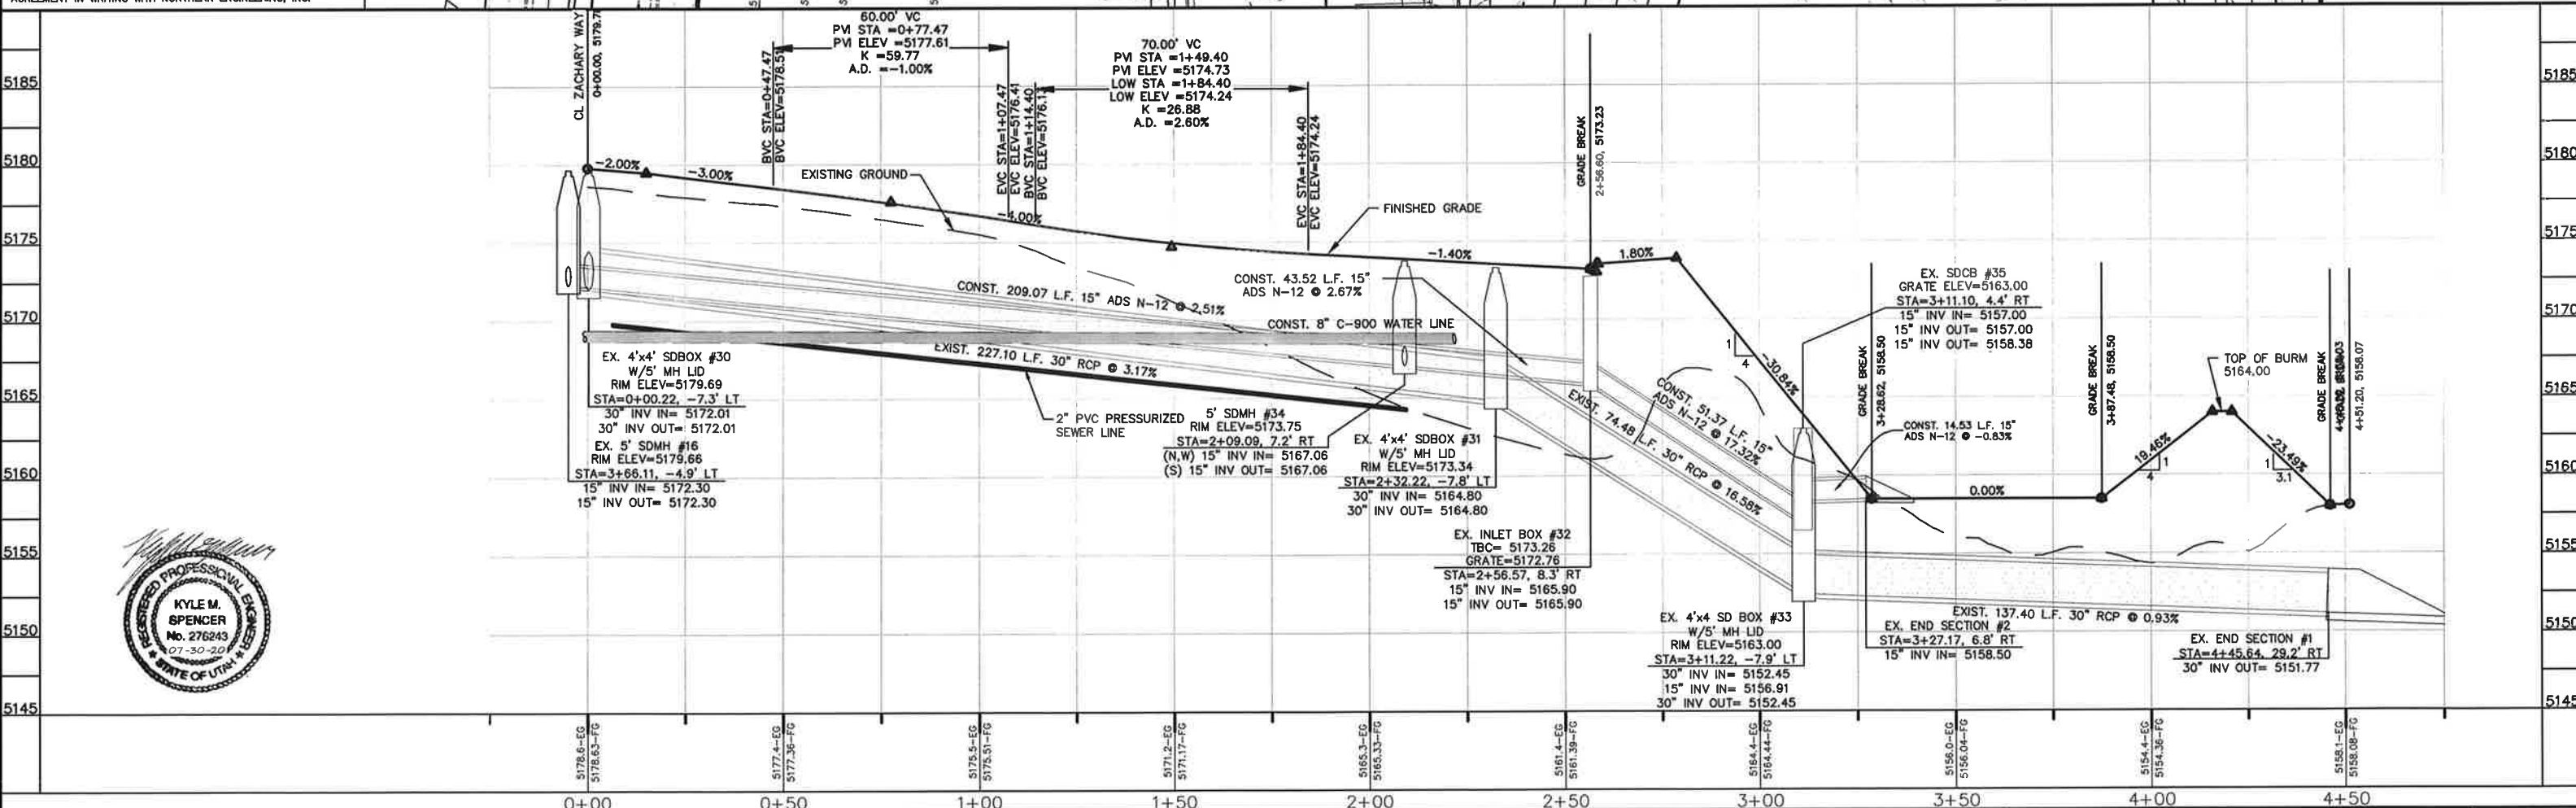 AGREEMENT IN WRITING WITH NORTHERN ENGINEERING, INC.
CL ZACHARY WAY
60.00' VC
PVI STA =0+77.47
PVI ELEV =5177.61
K =59.77
A.D. =-1.00%
BVC STA=0+47.47
BVC ELEV=5178.51
EVC STA=1+07.47
EVC ELEV=5176.41
BVC STA=1+14.40
70.00' VC
PVI STA =1+49.40
PVI ELEV =5174.73
LOW STA =1+84.40
LOW ELEV =5174.24
K =26.88
A.D. =2.60%
EVC STA=1+84.40
EVC ELEV=5174.24
GRADE BREAK
2+56.60, 5173.23
5185
5180
5175
5170
5165
5160
5155
5150
5145
-2.00%
-3.00%
-4.00%
-1.40%
1.80%
-30.84%
0.00%
19.46%
-23.49%
EXISTING GROUND
FINISHED GRADE
CONST. 209.07 L.F. 15" ADS N-12 @ 2.51%
CONST. 43.52 L.F. 15"
ADS N-12 @ 2.67%
CONST. 8" C-900 WATER LINE
EXIST. 227.10 L.F. 30" RCP @ 3.17%
2" PVC PRESSURIZED
SEWER LINE
EX. 4'x4' SDBOX #30
W/5' MH LID
RIM ELEV=5179.69
STA=0+00.22, -7.3' LT
30" INV IN= 5172.01
30" INV OUT= 5172.01
EX. 5' SDMH #16
RIM ELEV=5179.66
STA=3+66.11, -4.9' LT
15" INV IN= 5172.30
15" INV OUT= 5172.30
5' SDMH #34
RIM ELEV=5173.75
STA=2+09.09, 7.2' RT
(N,W) 15" INV IN= 5167.06
(S) 15" INV OUT= 5167.06
EX. 4'x4' SDBOX #31
W/5' MH LID
RIM ELEV=5173.34
STA=2+32.22, -7.8' LT
30" INV IN= 5164.80
30" INV OUT= 5164.80
EX. INLET BOX #32
TBC= 5173.26
GRATE=5172.76
STA=2+56.57, 8.3' RT
15" INV IN= 5165.90
15" INV OUT= 5165.90
CONST. 51.37 L.F. 15"
ADS N-12 @ 17.32%
EXIST. 74.48 L.F. 30" RCP @ 16.58%
1
4
EX. SDCB #35
GRATE ELEV=5163.00
STA=3+11.10, 4.4' RT
15" INV IN= 5157.00
15" INV OUT= 5157.00
15" INV OUT= 5158.38
GRADE BREAK
3+28.62, 5158.50
CONST. 14.53 L.F. 15"
ADS N-12 @ -0.83%
GRADE BREAK
3+87.48, 5158.50
TOP OF BURM
5164.00
4
1
1
3.1
GRADE BREAK
4+51.20, 5158.07
EX. 4'x4 SD BOX #33
W/5' MH LID
RIM ELEV=5163.00
STA=3+11.22, -7.9' LT
30" INV IN= 5152.45
15" INV IN= 5156.91
30" INV OUT= 5152.45
EXIST. 137.40 L.F. 30" RCP @ 0.93%
EX. END SECTION #2
STA=3+27.17, 6.8' RT
15" INV IN= 5158.50
EX. END SECTION #1
STA=4+45.64, 29.2' RT
30" INV OUT= 5151.77
REGISTERED PROFESSIONAL ENGINEER
KYLE M.
SPENCER
No. 276243
07-30-20
STATE OF UTAH
5185
5180
5175
5170
5165
5160
5155
5150
5145
5178.6-EG
5178.63-FG
5177.4-EG
5177.36-FG
5175.5-EG
5175.51-FG
5171.2-EG
5171.17-FG
5165.3-EG
5165.33-FG
5161.4-EG
5161.39-FG
5164.4-EG
5164.44-FG
5156.0-EG
5156.04-FG
5154.4-EG
5154.36-FG
5158.1-EG
5158.08-FG
0+00
0+50
1+00
1+50
2+00
2+50
3+00
3+50
4+00
4+50